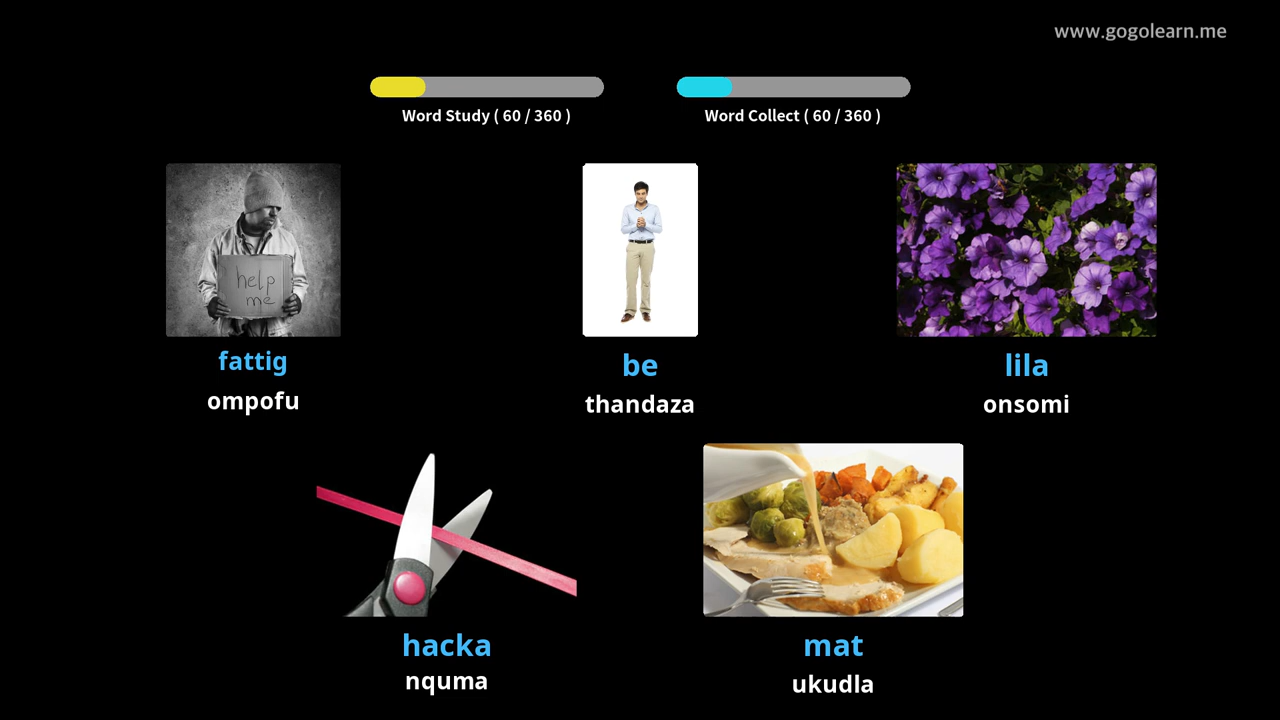 www.gogolearn.me
Word Study ( 60 / 360 )
Word Collect ( 60 / 360 )
help
me
fattig
be
lila
ompofu
thandaza
onsomi
hacka
mat
nquma
ukudla